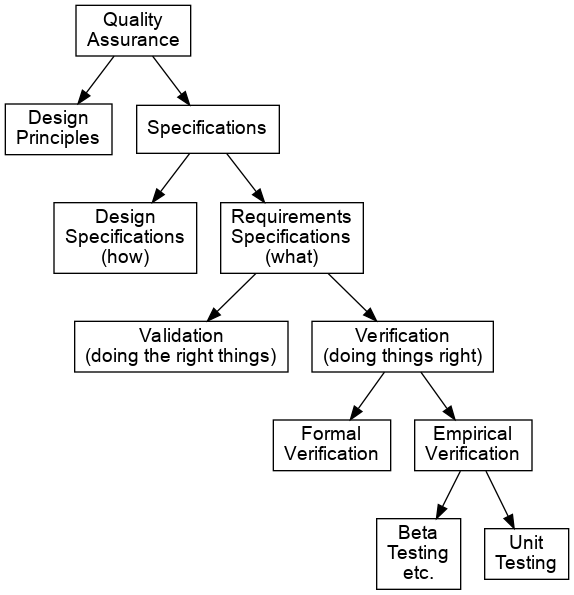 Quality
Assurance
Design
Principles
Specifications
Design
Specifications
(how)
Requirements
Specifications
(what)
Validation
(doing the right things)
Verification
(doing things right)
Formal
Verification
Empirical
Verification
Beta
Testing
etc.
Unit
Testing